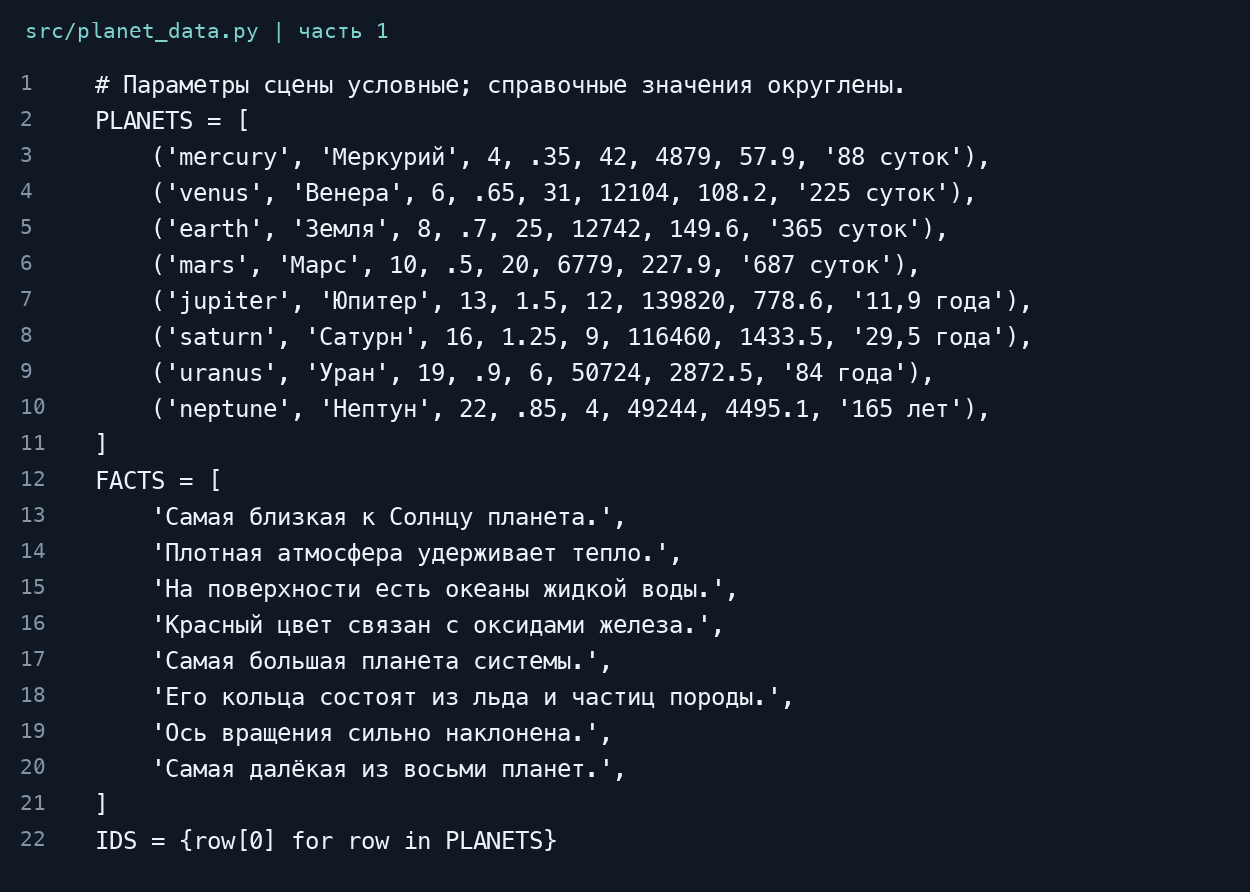 src/planet_data.py | часть 1
1 # Параметры сцены условные; справочные значения округлены.
2 PLANETS = [
3 ('mercury', 'Меркурий', 4, .35, 42, 4879, 57.9, '88 суток'),
4 ('venus', 'Венера', 6, .65, 31, 12104, 108.2, '225 суток'),
5 ('earth', 'Земля', 8, .7, 25, 12742, 149.6, '365 суток'),
6 ('mars', 'Марс', 10, .5, 20, 6779, 227.9, '687 суток'),
7 ('jupiter', 'Юпитер', 13, 1.5, 12, 139820, 778.6, '11,9 года'),
8 ('saturn', 'Сатурн', 16, 1.25, 9, 116460, 1433.5, '29,5 года'),
9 ('uranus', 'Уран', 19, .9, 6, 50724, 2872.5, '84 года'),
10 ('neptune', 'Нептун', 22, .85, 4, 49244, 4495.1, '165 лет'),
11 ]
12 FACTS = [
13 'Самая близкая к Солнцу планета.',
14 'Плотная атмосфера удерживает тепло.',
15 'На поверхности есть океаны жидкой воды.',
16 'Красный цвет связан с оксидами железа.',
17 'Самая большая планета системы.',
18 'Его кольца состоят из льда и частиц породы.',
19 'Ось вращения сильно наклонена.',
20 'Самая далёкая из восьми планет.',
21 ]
22 IDS = {row[0] for row in PLANETS}